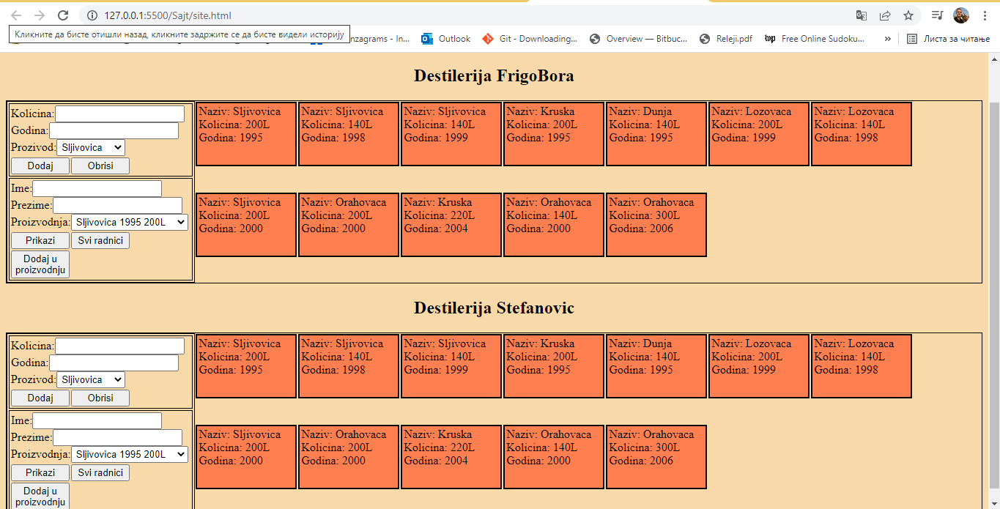 127.0.0.1:5500/Sajt/site.html
Кликните да бисте отишли назад, кликните задржите се да бисте видели историју
nzagrams - In... Outlook Git - Downloading... Overview — Bitbuc... Releji.pdf wp Free Online Sudoku... » Листа за читање
Destilerija FrigoBora
Kolicina:
Godina:
Prozivod: Sljivovica
Dodaj Obrisi
Ime:
Prezime:
Proizvodnja: Sljivovica 1995 200L
Prikazi Svi radnici
Dodaj u
proizvodnju
Naziv: Sljivovica
Kolicina: 200L
Godina: 1995
Naziv: Sljivovica
Kolicina: 140L
Godina: 1998
Naziv: Sljivovica
Kolicina: 140L
Godina: 1999
Naziv: Kruska
Kolicina: 200L
Godina: 1995
Naziv: Dunja
Kolicina: 140L
Godina: 1995
Naziv: Lozovaca
Kolicina: 200L
Godina: 1999
Naziv: Lozovaca
Kolicina: 140L
Godina: 1998
Naziv: Sljivovica
Kolicina: 200L
Godina: 2000
Naziv: Orahovaca
Kolicina: 200L
Godina: 2000
Naziv: Kruska
Kolicina: 220L
Godina: 2004
Naziv: Orahovaca
Kolicina: 140L
Godina: 2000
Naziv: Orahovaca
Kolicina: 300L
Godina: 2006
Destilerija Stefanovic
Kolicina:
Godina:
Prozivod: Sljivovica
Dodaj Obrisi
Ime:
Prezime:
Proizvodnja: Sljivovica 1995 200L
Prikazi Svi radnici
Dodaj u
proizvodnju
Naziv: Sljivovica
Kolicina: 200L
Godina: 1995
Naziv: Sljivovica
Kolicina: 140L
Godina: 1998
Naziv: Sljivovica
Kolicina: 140L
Godina: 1999
Naziv: Kruska
Kolicina: 200L
Godina: 1995
Naziv: Dunja
Kolicina: 140L
Godina: 1995
Naziv: Lozovaca
Kolicina: 200L
Godina: 1999
Naziv: Lozovaca
Kolicina: 140L
Godina: 1998
Naziv: Sljivovica
Kolicina: 200L
Godina: 2000
Naziv: Orahovaca
Kolicina: 200L
Godina: 2000
Naziv: Kruska
Kolicina: 220L
Godina: 2004
Naziv: Orahovaca
Kolicina: 140L
Godina: 2000
Naziv: Orahovaca
Kolicina: 300L
Godina: 2006